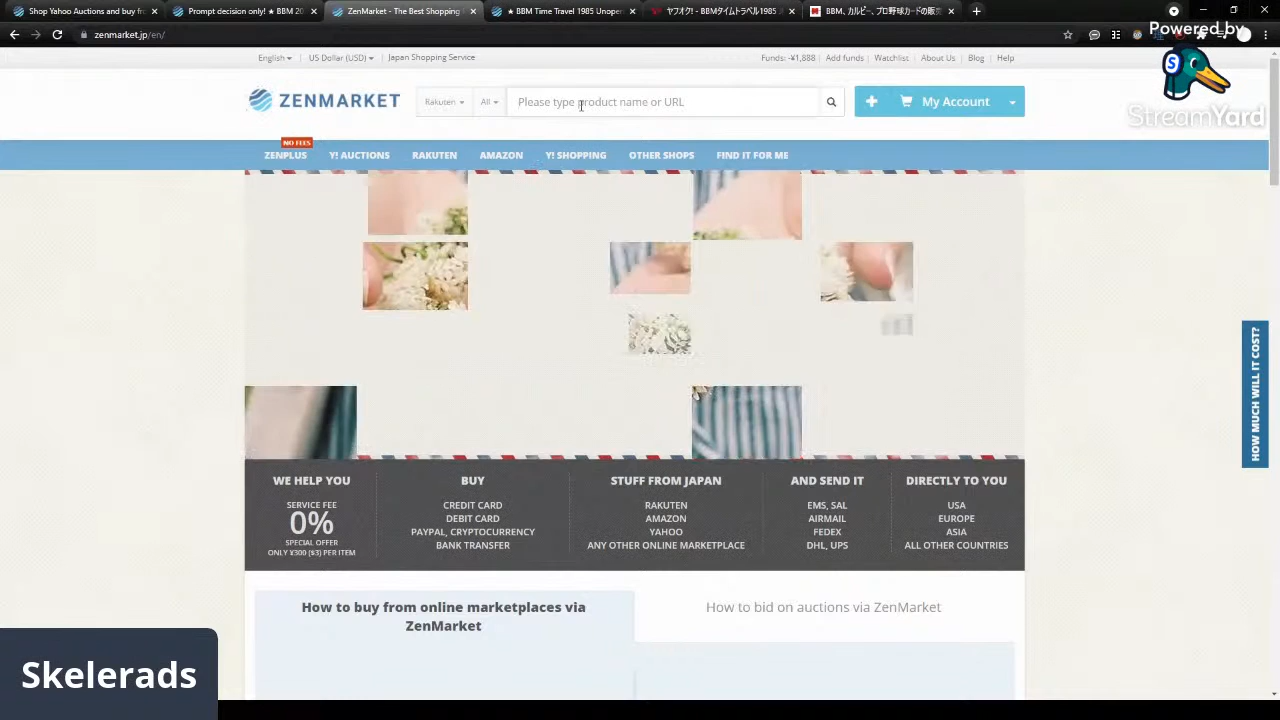 Shop Yahoo Auctions and buy from
Prompt decision only! ★ BBM 20
ZenMarket - The Best Shopping
★ BBM Time Travel 1985 Unoper
ヤフオク! - BBMタイムトラベル1985
BBM、カルビー、プロ野球カードの販売
zenmarket.jp/en/
Powered by
StreamYard
English
US Dollar (USD)
Japan Shopping Service
Funds: -¥1,888
Add funds
Watchlist
About Us
Blog
Help
ZENMARKET
Rakuten
All
Please type product name or URL
My Account
NO FEES
ZENPLUS
Y! AUCTIONS
RAKUTEN
AMAZON
Y! SHOPPING
OTHER SHOPS
FIND IT FOR ME
HOW MUCH WILL IT COST?
WE HELP YOU
SERVICE FEE
0%
SPECIAL OFFER
ONLY ¥300 ($3) PER ITEM
BUY
CREDIT CARD
DEBIT CARD
PAYPAL, CRYPTOCURRENCY
BANK TRANSFER
STUFF FROM JAPAN
RAKUTEN
AMAZON
YAHOO
ANY OTHER ONLINE MARKETPLACE
AND SEND IT
EMS, SAL
AIRMAIL
FEDEX
DHL, UPS
DIRECTLY TO YOU
USA
EUROPE
ASIA
ALL OTHER COUNTRIES
How to buy from online marketplaces via
ZenMarket
How to bid on auctions via ZenMarket
Skelerads